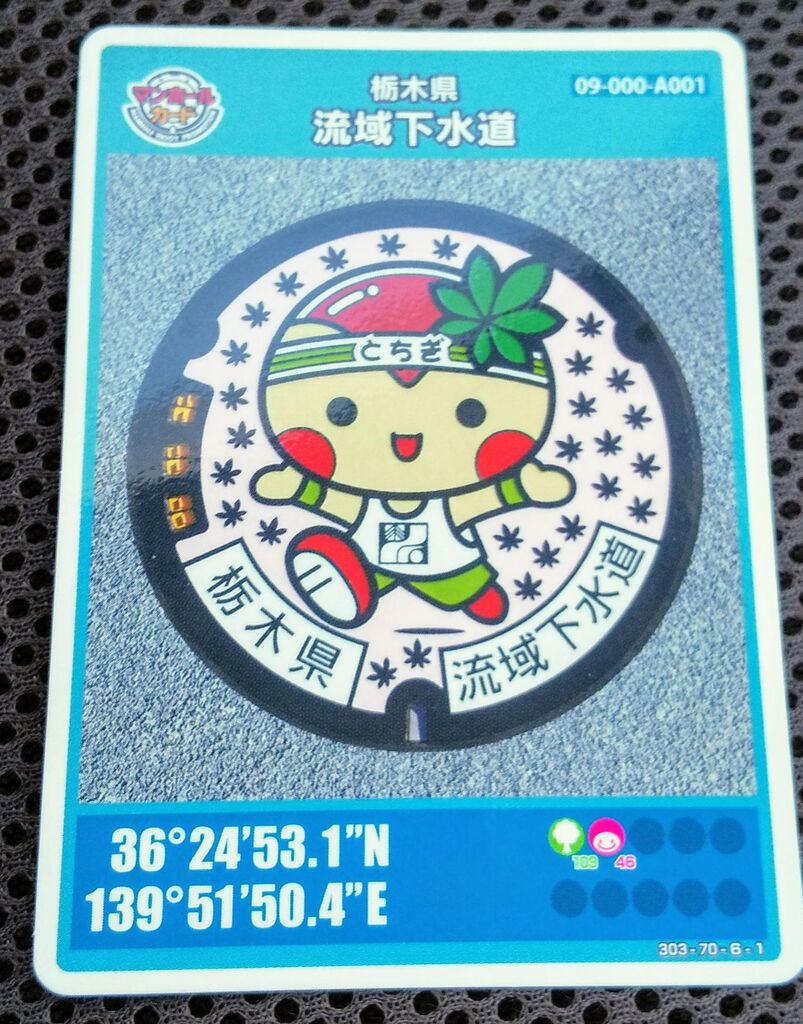 マンホール
カード
栃木県
流域下水道
09-000-A001
とちぎ
栃木県
流域下水道
36°24'53.1"N
139°51'50.4"E
103
46
303-70-6-1